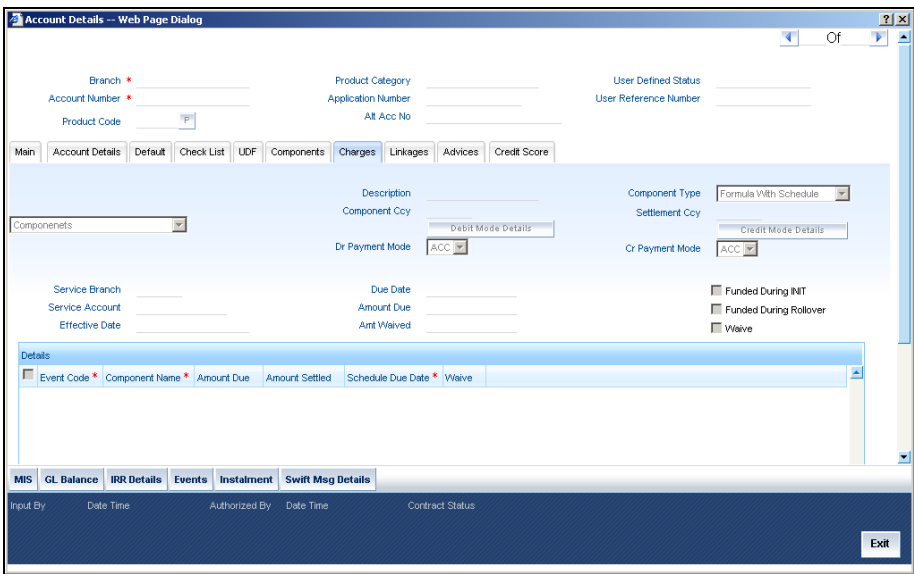 Account Details -- Web Page Dialog
Of
Branch * Product Category User Defined Status
Account Number * Application Number User Reference Number
Product Code P Alt Acc No
Main Account Details Default Check List UDF Components Charges Linkages Advices Credit Score
Description Component Type Formula With Schedule
Componenets Component Ccy Settlement Ccy
Debit Mode Details Credit Mode Details
Dr Payment Mode ACC Cr Payment Mode ACC
Service Branch Due Date Funded During INIT
Service Account Amount Due Funded During Rollover
Effective Date Amt Waived Waive
Details
Event Code * Component Name * Amount Due Amount Settled Schedule Due Date * Waive
MIS GL Balance IRR Details Events Instalment Swift Msg Details
Input By Date Time Authorized By Date Time Contract Status
Exit